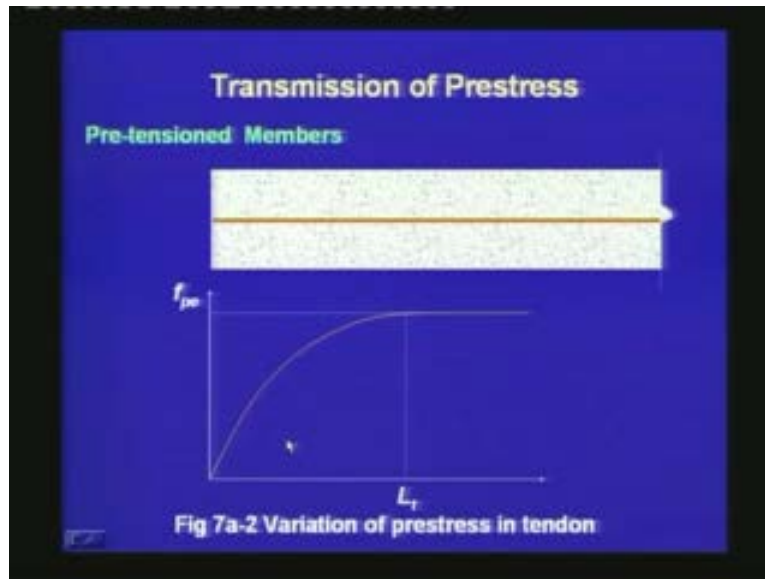 Transmission of Prestress
Pre-tensioned Members
fpe
Lt
Fig 7a-2 Variation of prestress in tendon